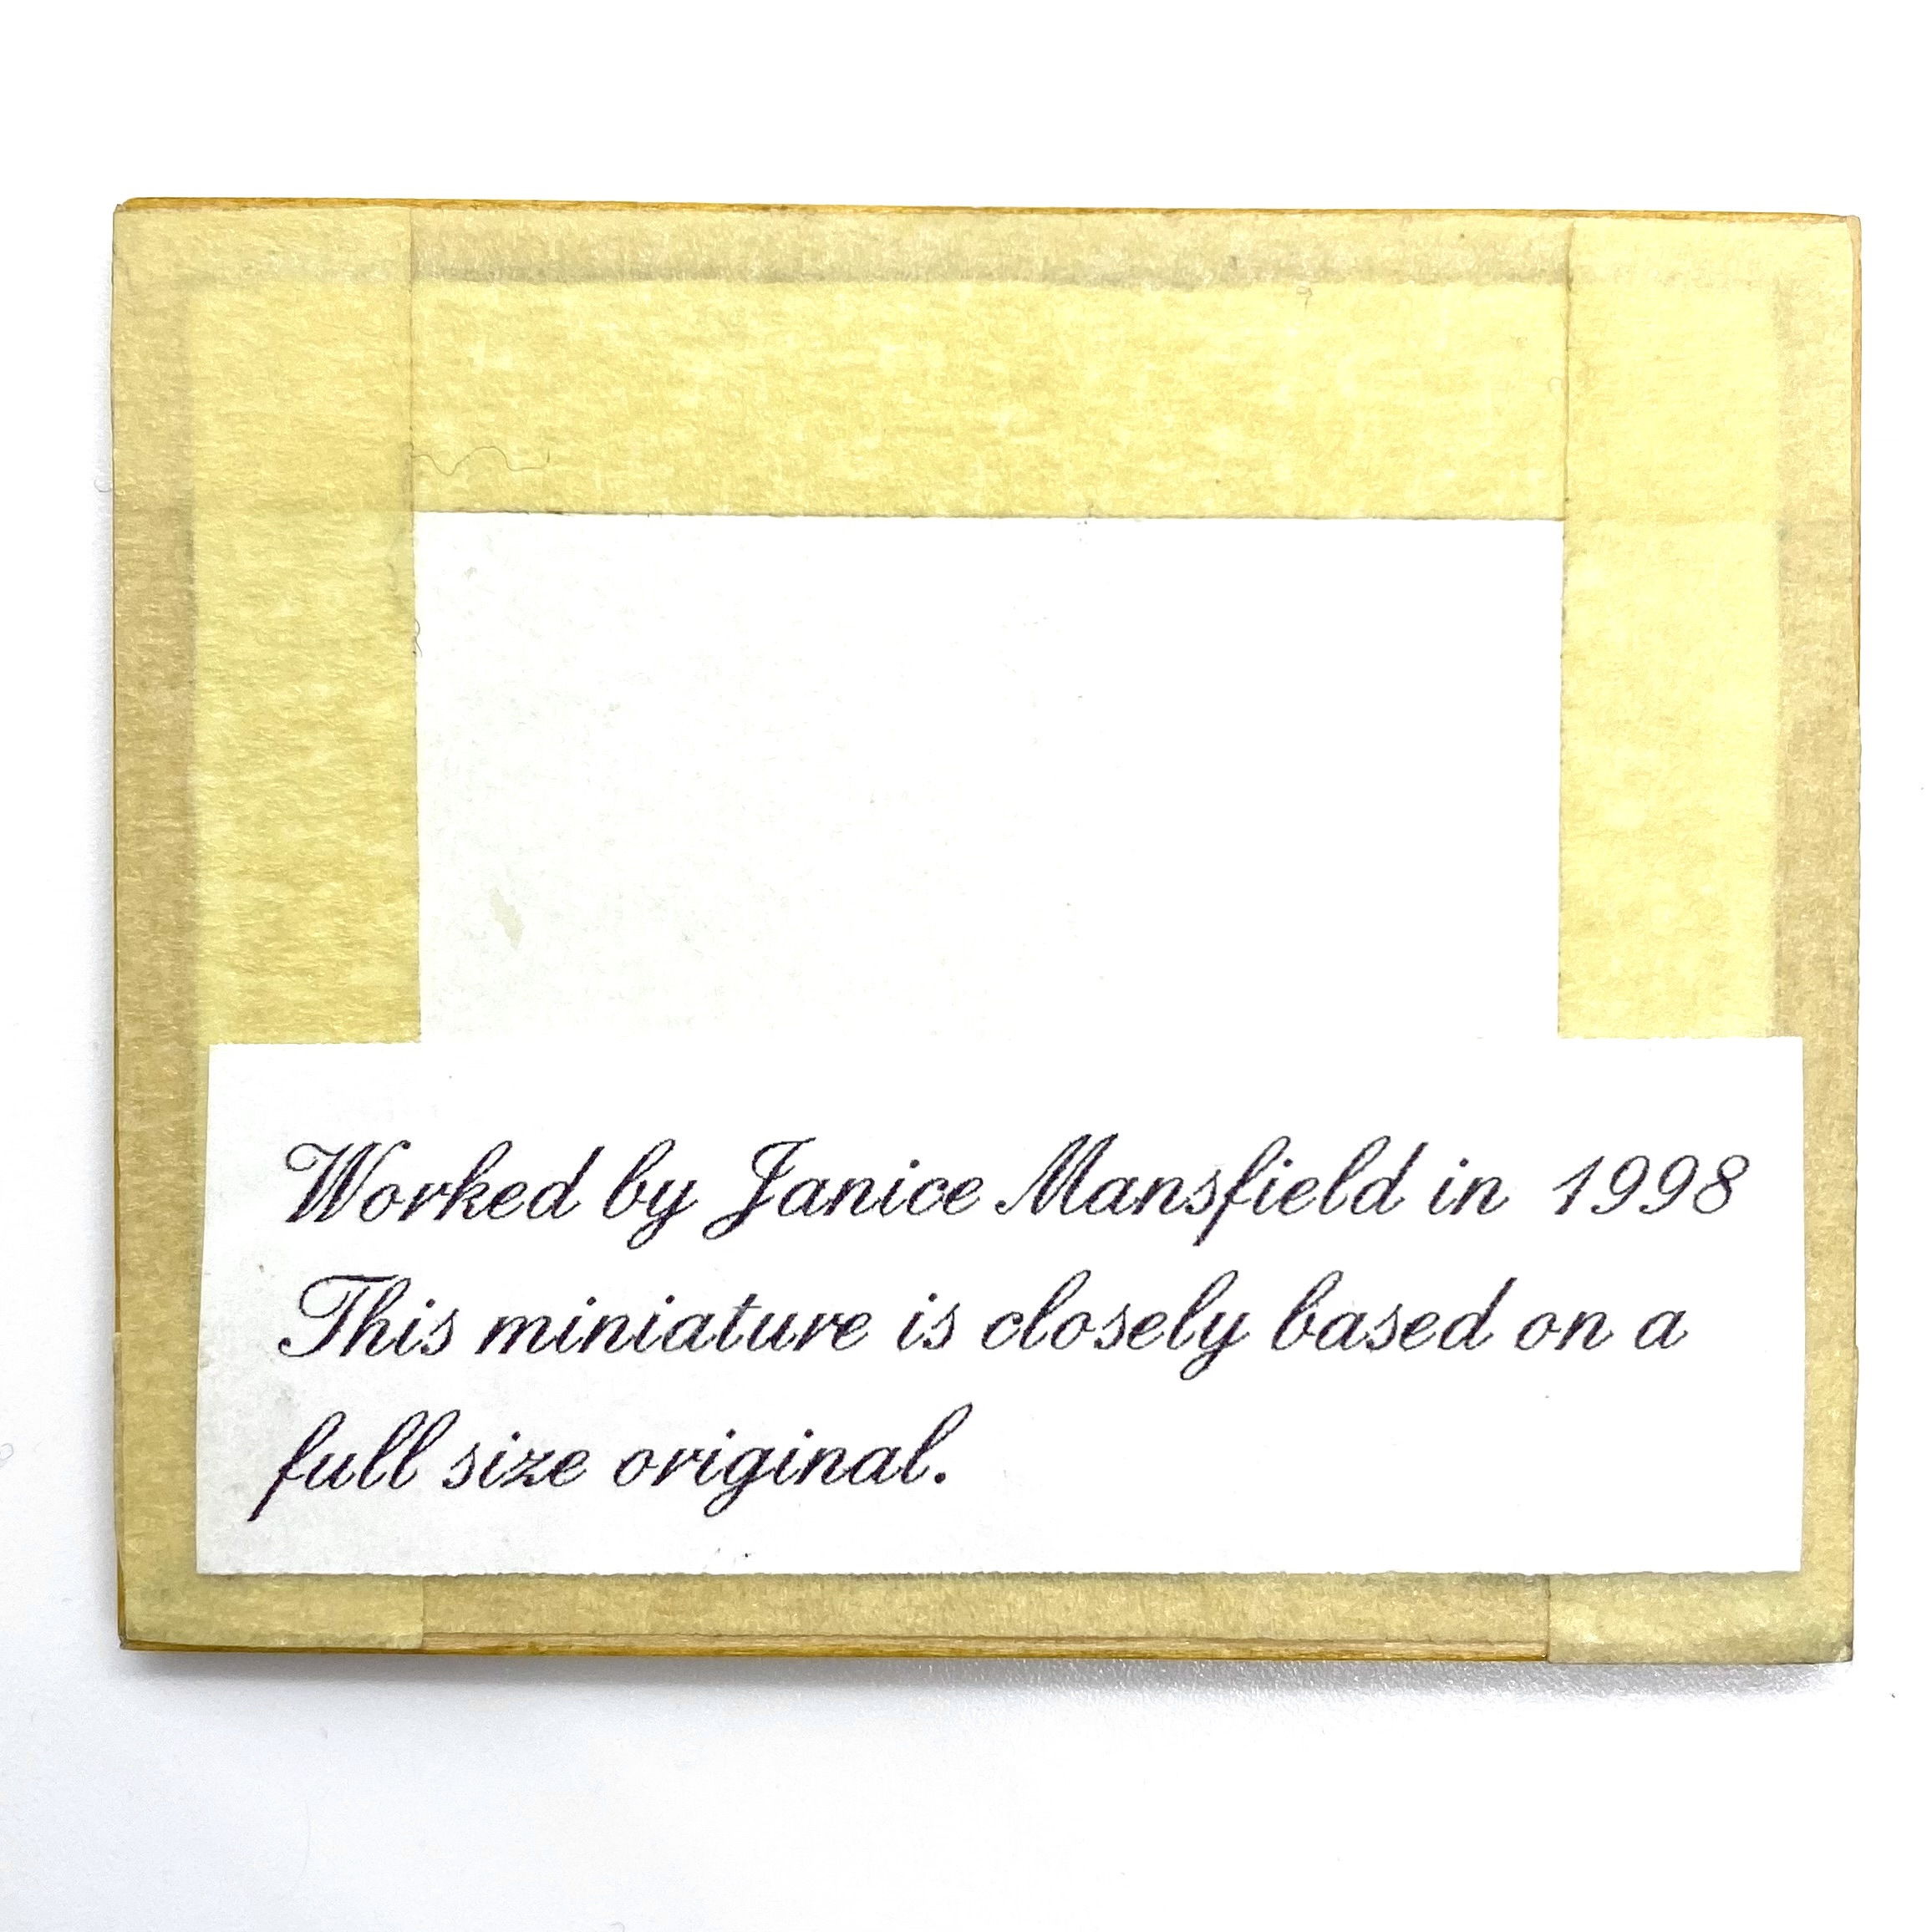 Worked by Janice Mansfield in 1998
This miniature is closely based on a
full size original.